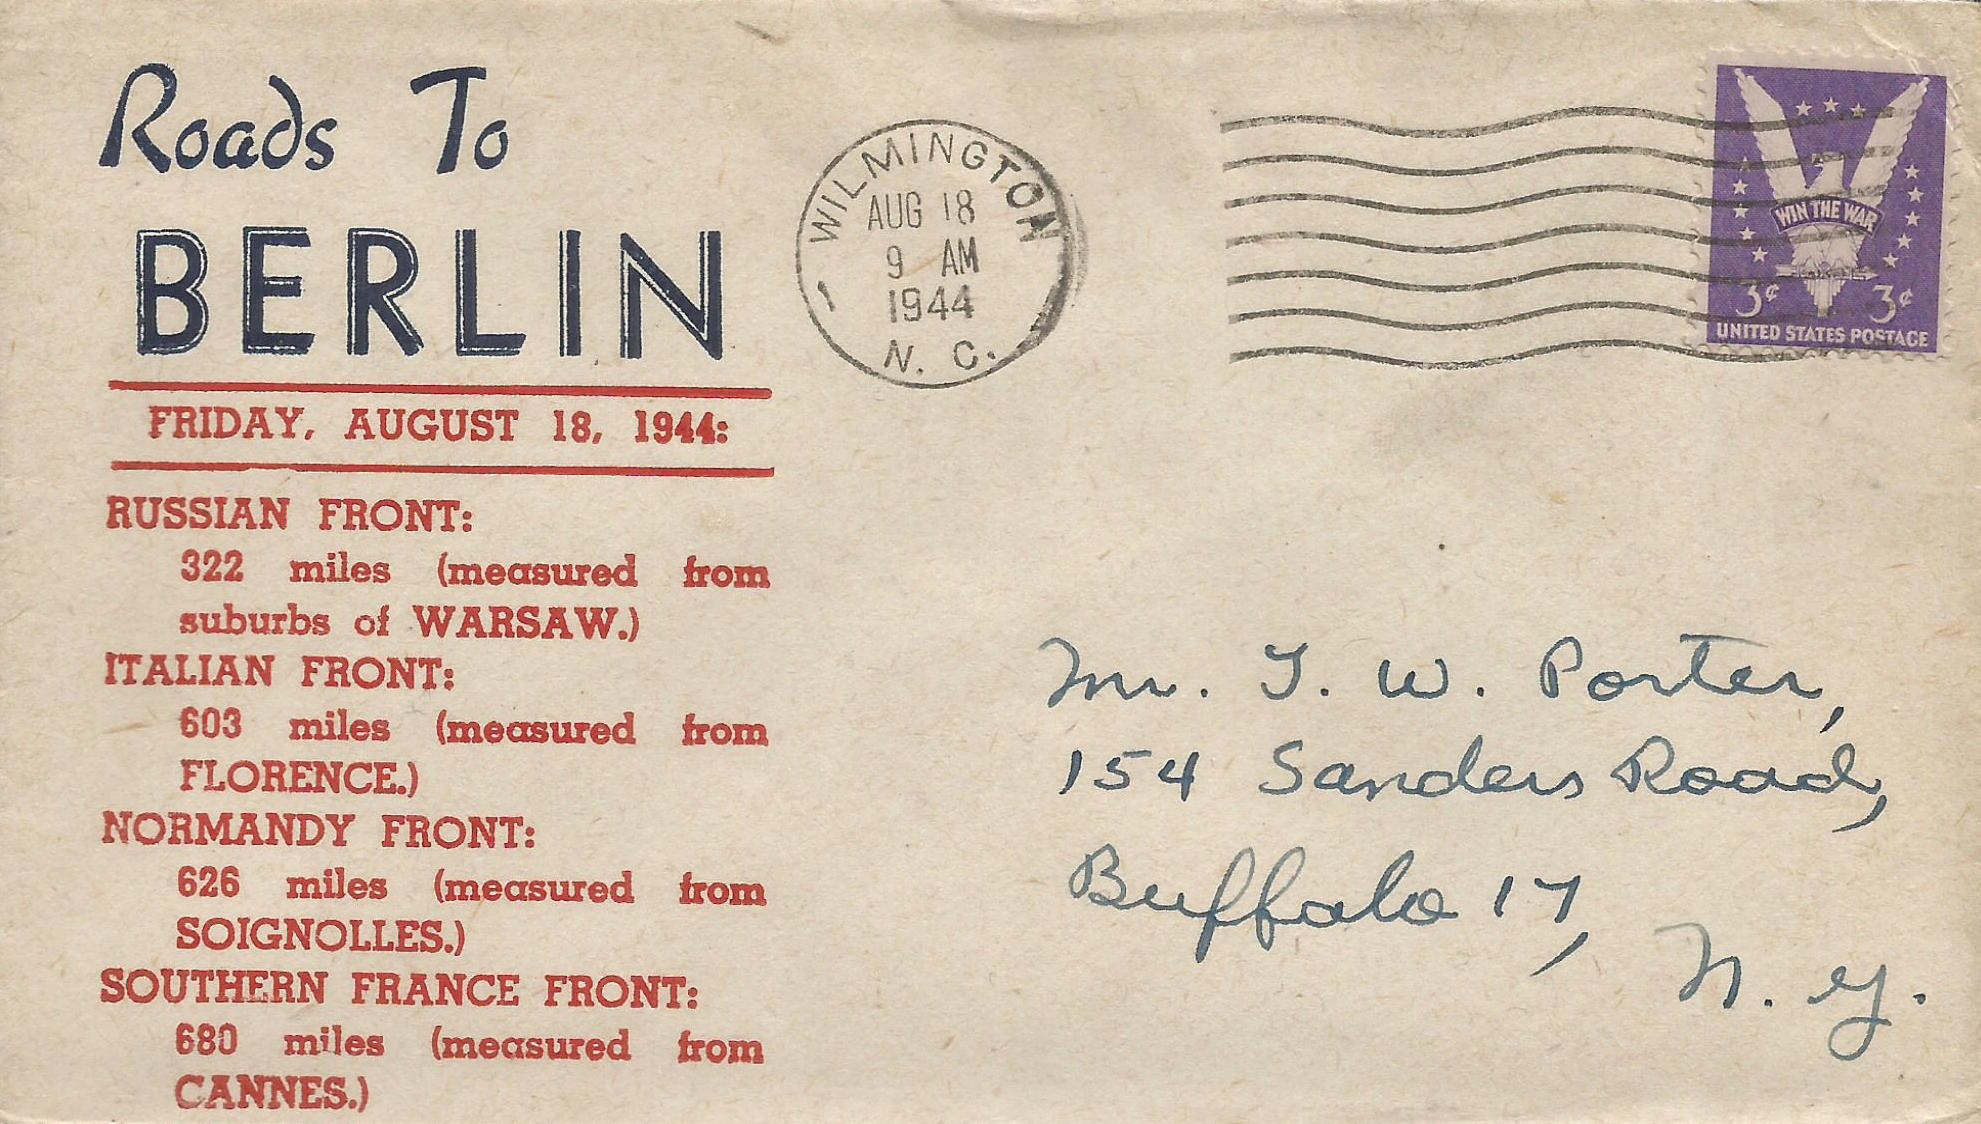 Roads To
BERLIN
FRIDAY, AUGUST 18, 1944:
RUSSIAN FRONT:
322 miles (measured from
suburbs of WARSAW.)
ITALIAN FRONT:
603 miles (measured from
FLORENCE.)
NORMANDY FRONT:
626 miles (measured from
SOIGNOLLES.)
SOUTHERN FRANCE FRONT:
680 miles (measured from
CANNES.)
WILMINGTON
AUG 18
9 AM
1944
1
N. C.
WIN THE WAR
3¢ 3¢
UNITED STATES POSTAGE
Mr. T. W. Porter,
154 Sanders Road,
Buffalo 17,
N. Y.